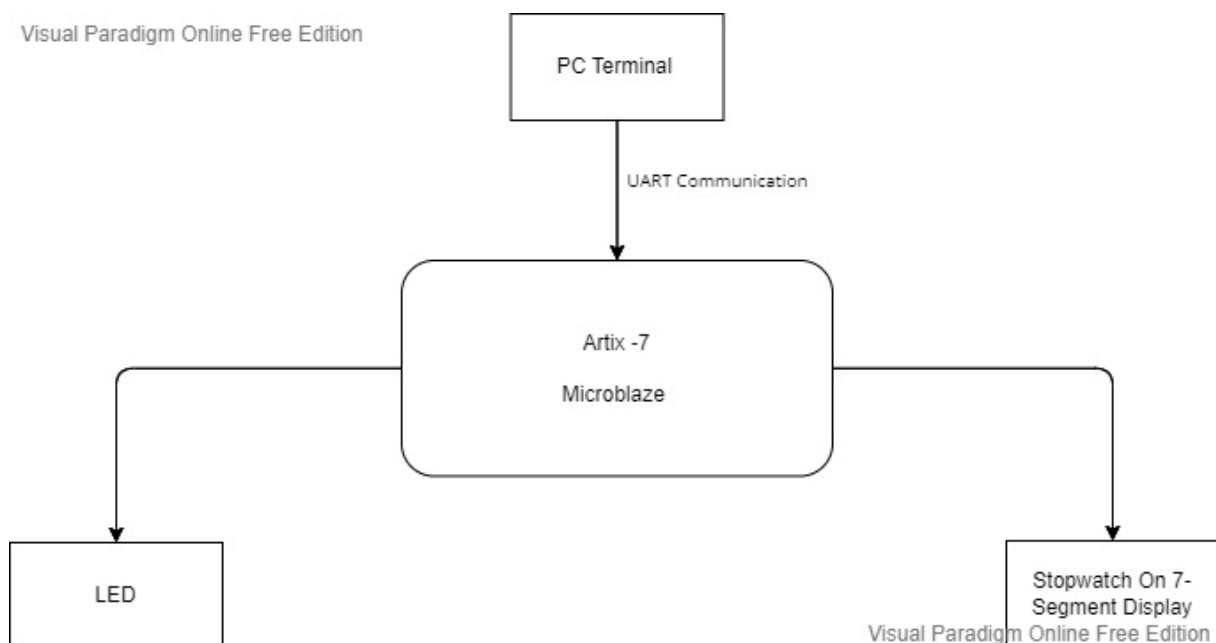 Visual Paradigm Online Free Edition
PC Terminal
UART Communication
Artix -7
Microblaze
LED
Stopwatch On 7-
Segment Display
Visual Paradigm Online Free Edition